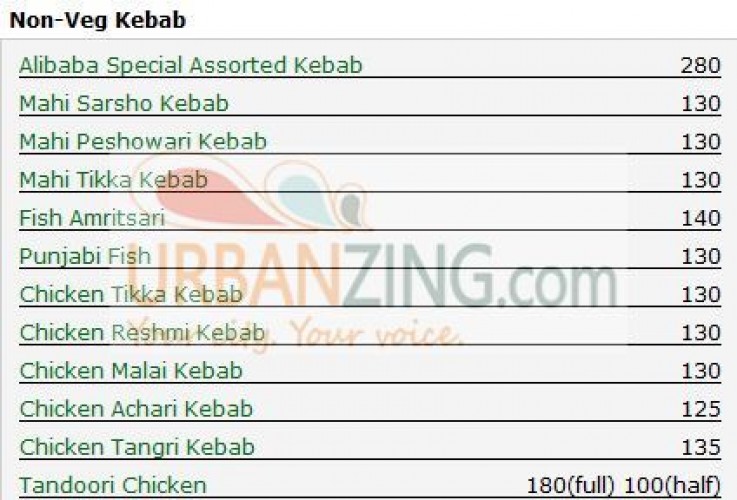 Non-Veg Kebab
Alibaba Special Assorted Kebab 280
Mahi Sarsho Kebab 130
Mahi Peshowari Kebab 130
Mahi Tikka Kebab 130
Fish Amritsari 140
Punjabi Fish 130
URBANZING.com
Chicken Tikka Kebab 130
Chicken Reshmi Kebab 130
Your city. Your voice.
Chicken Malai Kebab 130
Chicken Achari Kebab 125
Chicken Tangri Kebab 135
Tandoori Chicken 180(full) 100(half)